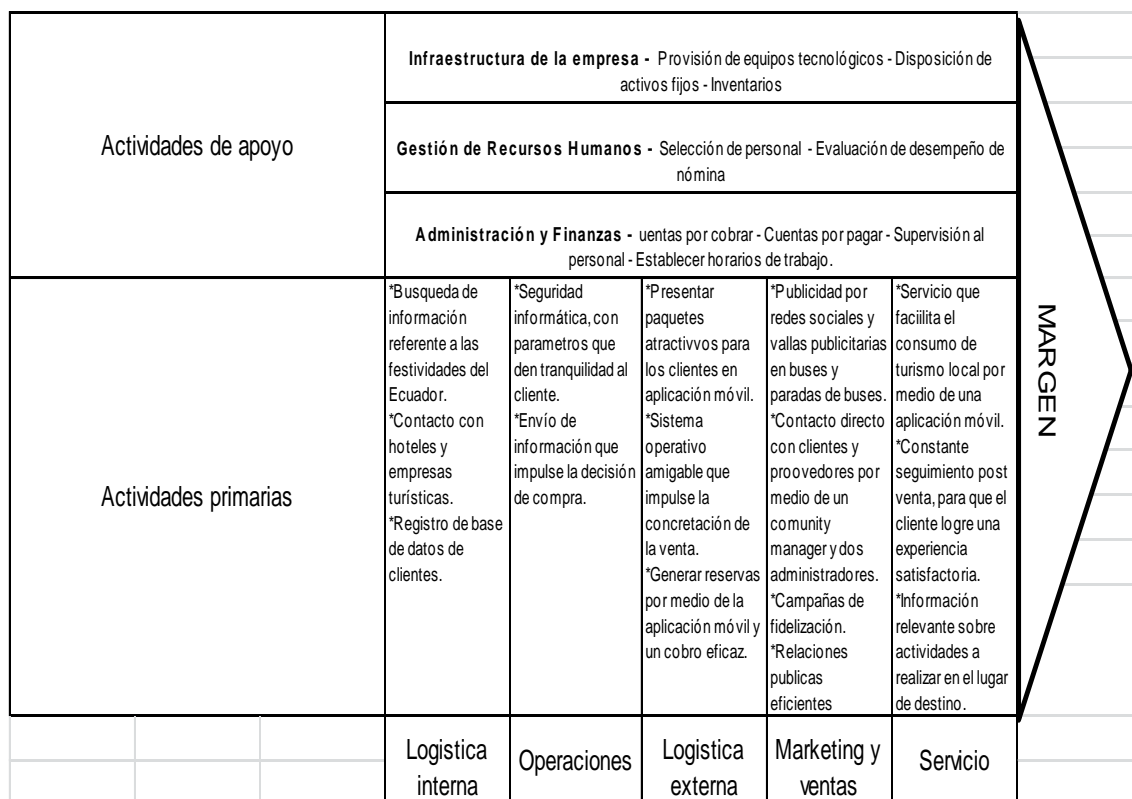 Infraestructura de la empresa - Provisión de equipos tecnológicos - Disposición de
activos fijos - Inventarios
Actividades de apoyo
Gestión de Recursos Humanos - Selección de personal - Evaluación de desempeño de
nómina
Administración y Finanzas - uentas por cobrar - Cuentas por pagar - Supervisión al
personal - Establecer horarios de trabajo.
Actividades primarias
*Busqueda de
información
referente a las
festividades del
Ecuador.
*Contacto con
hoteles y
empresas
turísticas.
*Registro de base
de datos de
clientes.
*Seguridad
informática, con
parametros que
den tranquilidad al
cliente.
*Envío de
información que
impulse la decisión
de compra.
*Presentar
paquetes
atractivvos para
los clientes en
aplicación móvil.
*Sistema
operativo
amigable que
impulse la
concretación de
la venta.
*Generar reservas
por medio de la
aplicación móvil y
un cobro eficaz.
*Publicidad por
redes sociales y
vallas publicitarias
en buses y
paradas de buses.
*Contacto directo
con clientes y
proovedores por
medio de un
comunity
manager y dos
administradores.
*Campañas de
fidelización.
*Relaciones
publicas
eficientes
*Servicio que
faciilita el
consumo de
turismo local por
medio de una
aplicación móvil.
*Constante
seguimiento post
venta, para que el
cliente logre una
experiencia
satisfactoria.
*Información
relevante sobre
actividades a
realizar en el lugar
de destino.
MARGEN
Logistica
interna
Operaciones
Logistica
externa
Marketing y
ventas
Servicio